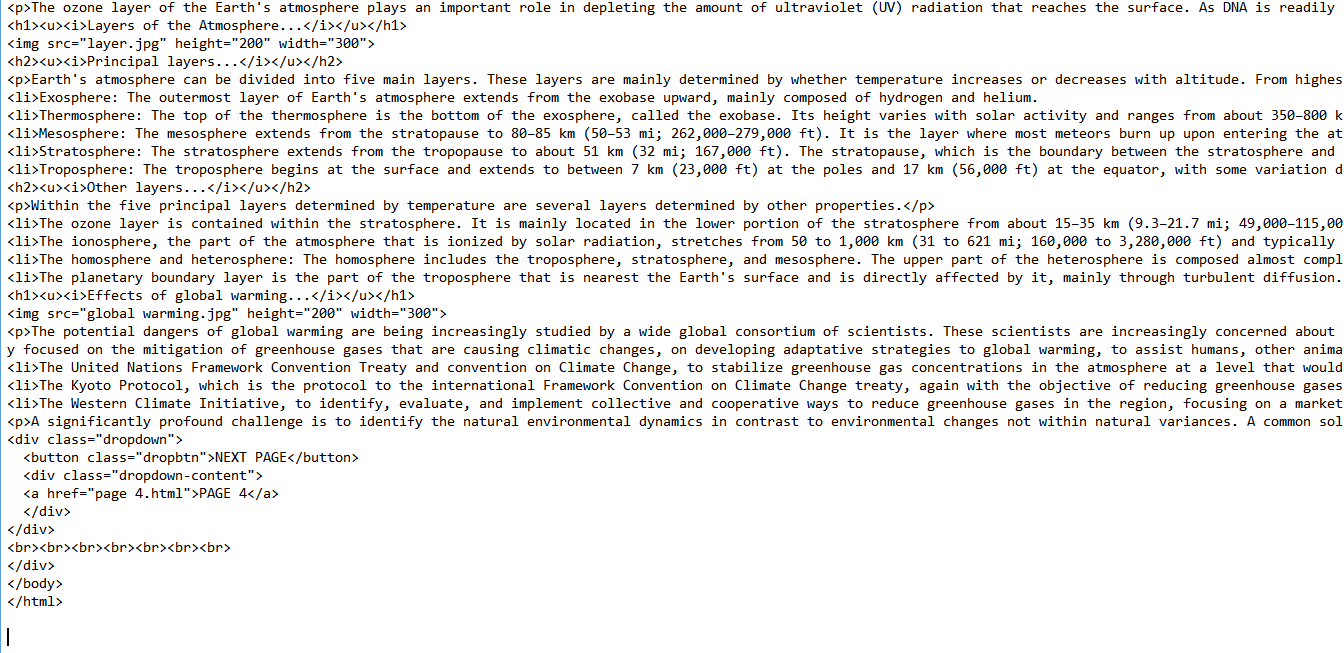 <p>The ozone layer of the Earth's atmosphere plays an important role in depleting the amount of ultraviolet (UV) radiation that reaches the surface. As DNA is readily
<h1><u><i>Layers of the Atmosphere...</i></u></h1>
<img src="layer.jpg" height="200" width="300">
<h2><u><i>Principal layers...</i></u></h2>
<p>Earth's atmosphere can be divided into five main layers. These layers are mainly determined by whether temperature increases or decreases with altitude. From highes
<li>Exosphere: The outermost layer of Earth's atmosphere extends from the exobase upward, mainly composed of hydrogen and helium.
<li>Thermosphere: The top of the thermosphere is the bottom of the exosphere, called the exobase. Its height varies with solar activity and ranges from about 350–800 k
<li>Mesosphere: The mesosphere extends from the stratopause to 80–85 km (50–53 mi; 262,000–279,000 ft). It is the layer where most meteors burn up upon entering the at
<li>Stratosphere: The stratosphere extends from the tropopause to about 51 km (32 mi; 167,000 ft). The stratopause, which is the boundary between the stratosphere and
<li>Troposphere: The troposphere begins at the surface and extends to between 7 km (23,000 ft) at the poles and 17 km (56,000 ft) at the equator, with some variation d
<h2><u><i>Other layers...</i></u></h2>
<p>Within the five principal layers determined by temperature are several layers determined by other properties.</p>
<li>The ozone layer is contained within the stratosphere. It is mainly located in the lower portion of the stratosphere from about 15–35 km (9.3–21.7 mi; 49,000–115,00
<li>The ionosphere, the part of the atmosphere that is ionized by solar radiation, stretches from 50 to 1,000 km (31 to 621 mi; 160,000 to 3,280,000 ft) and typically
<li>The homosphere and heterosphere: The homosphere includes the troposphere, stratosphere, and mesosphere. The upper part of the heterosphere is composed almost compl
<li>The planetary boundary layer is the part of the troposphere that is nearest the Earth's surface and is directly affected by it, mainly through turbulent diffusion.
<h1><u><i>Effects of global warming...</i></u></h1>
<img src="global warming.jpg" height="200" width="300">
<p>The potential dangers of global warming are being increasingly studied by a wide global consortium of scientists. These scientists are increasingly concerned about
y focused on the mitigation of greenhouse gases that are causing climatic changes, on developing adaptative strategies to global warming, to assist humans, other anima
<li>The United Nations Framework Convention Treaty and convention on Climate Change, to stabilize greenhouse gas concentrations in the atmosphere at a level that would
<li>The Kyoto Protocol, which is the protocol to the international Framework Convention on Climate Change treaty, again with the objective of reducing greenhouse gases
<li>The Western Climate Initiative, to identify, evaluate, and implement collective and cooperative ways to reduce greenhouse gases in the region, focusing on a market
<p>A significantly profound challenge is to identify the natural environmental dynamics in contrast to environmental changes not within natural variances. A common sol
<div class="dropdown">
<button class="dropbtn">NEXT PAGE</button>
<div class="dropdown-content">
<a href="page 4.html">PAGE 4</a>
</div>
</div>
<br><br><br><br><br><br><br>
</div>
</body>
</html>